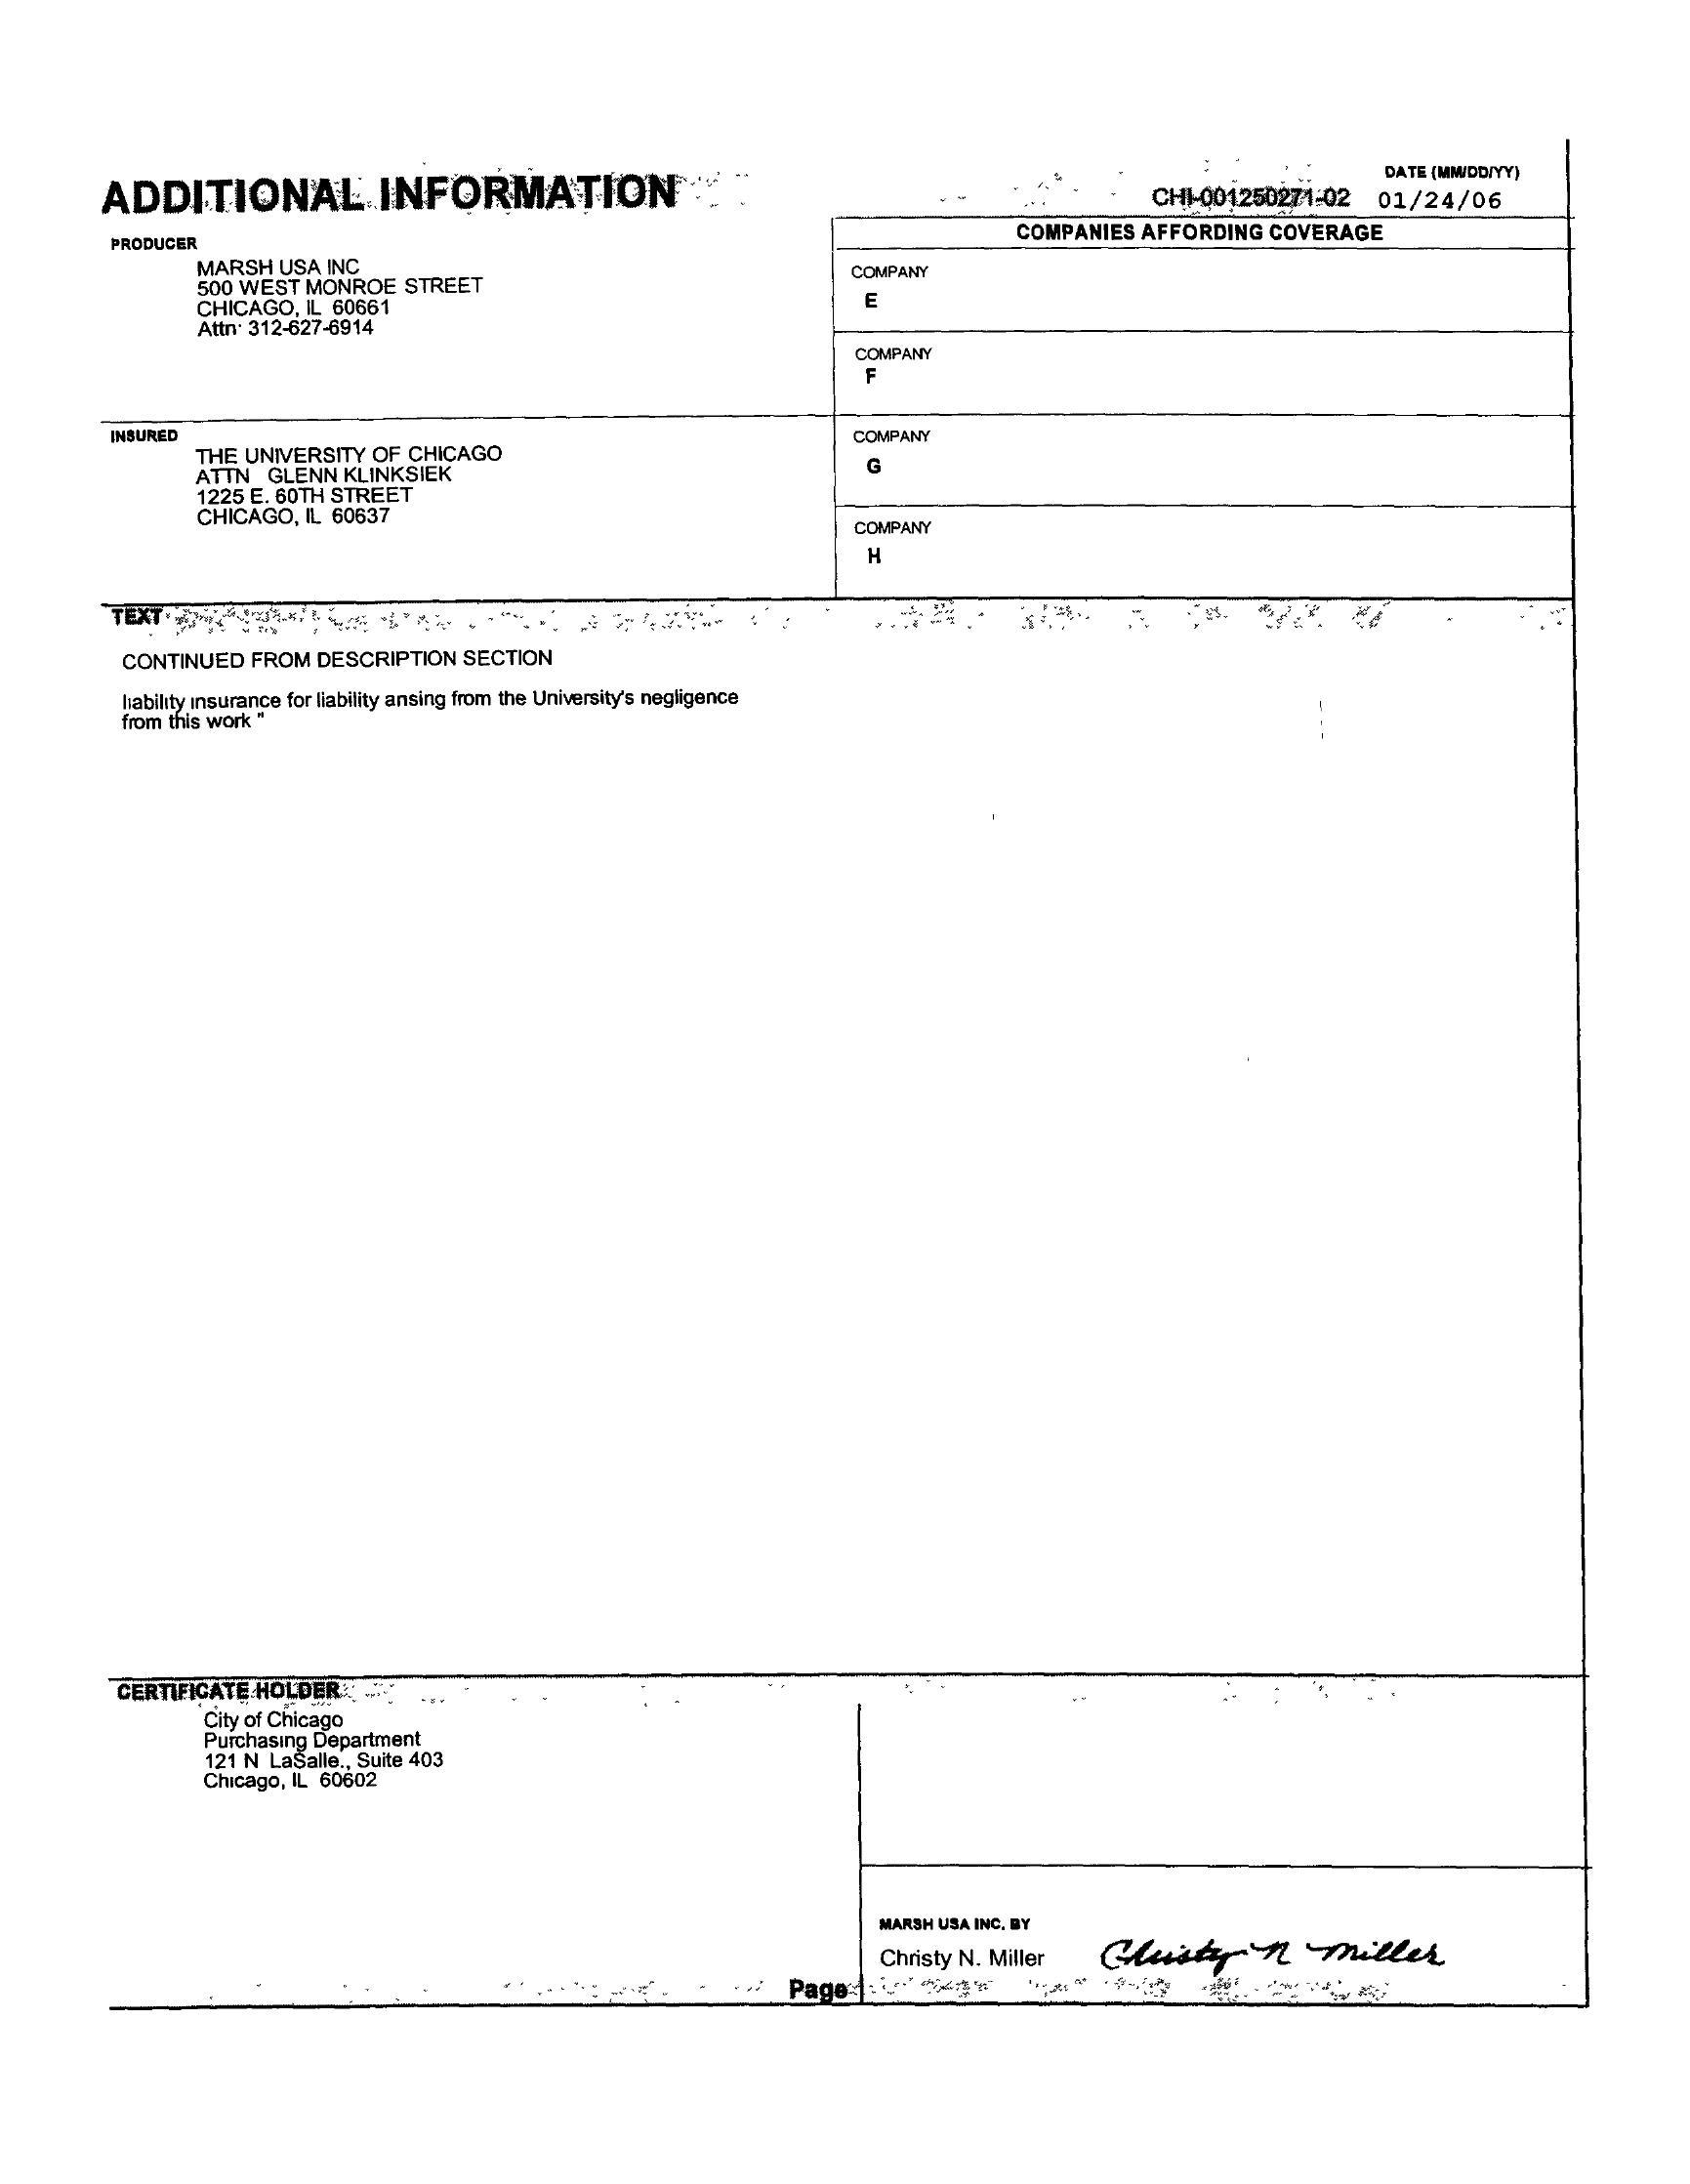 ADDITIONAL INFORMATION
CHI-001250271-02
DATE (MM/DD/YY)
01/24/06
PRODUCER
MARSH USA INC
500 WEST MONROE STREET
CHICAGO, IL 60661
Attn· 312-627-6914
COMPANIES AFFORDING COVERAGE
COMPANY
E
COMPANY
F
INSURED
THE UNIVERSITY OF CHICAGO
ATTN GLENN KLINKSIEK
1225 E. 60TH STREET
CHICAGO, IL 60637
COMPANY
G
COMPANY
H
TEXT
CONTINUED FROM DESCRIPTION SECTION
liability insurance for liability arising from the University's negligence
from this work "
CERTIFICATE HOLDER
City of Chicago
Purchasing Department
121 N LaSalle., Suite 403
Chicago, IL 60602
MARSH USA INC. BY
Christy N. Miller
Christy N Miller
Page